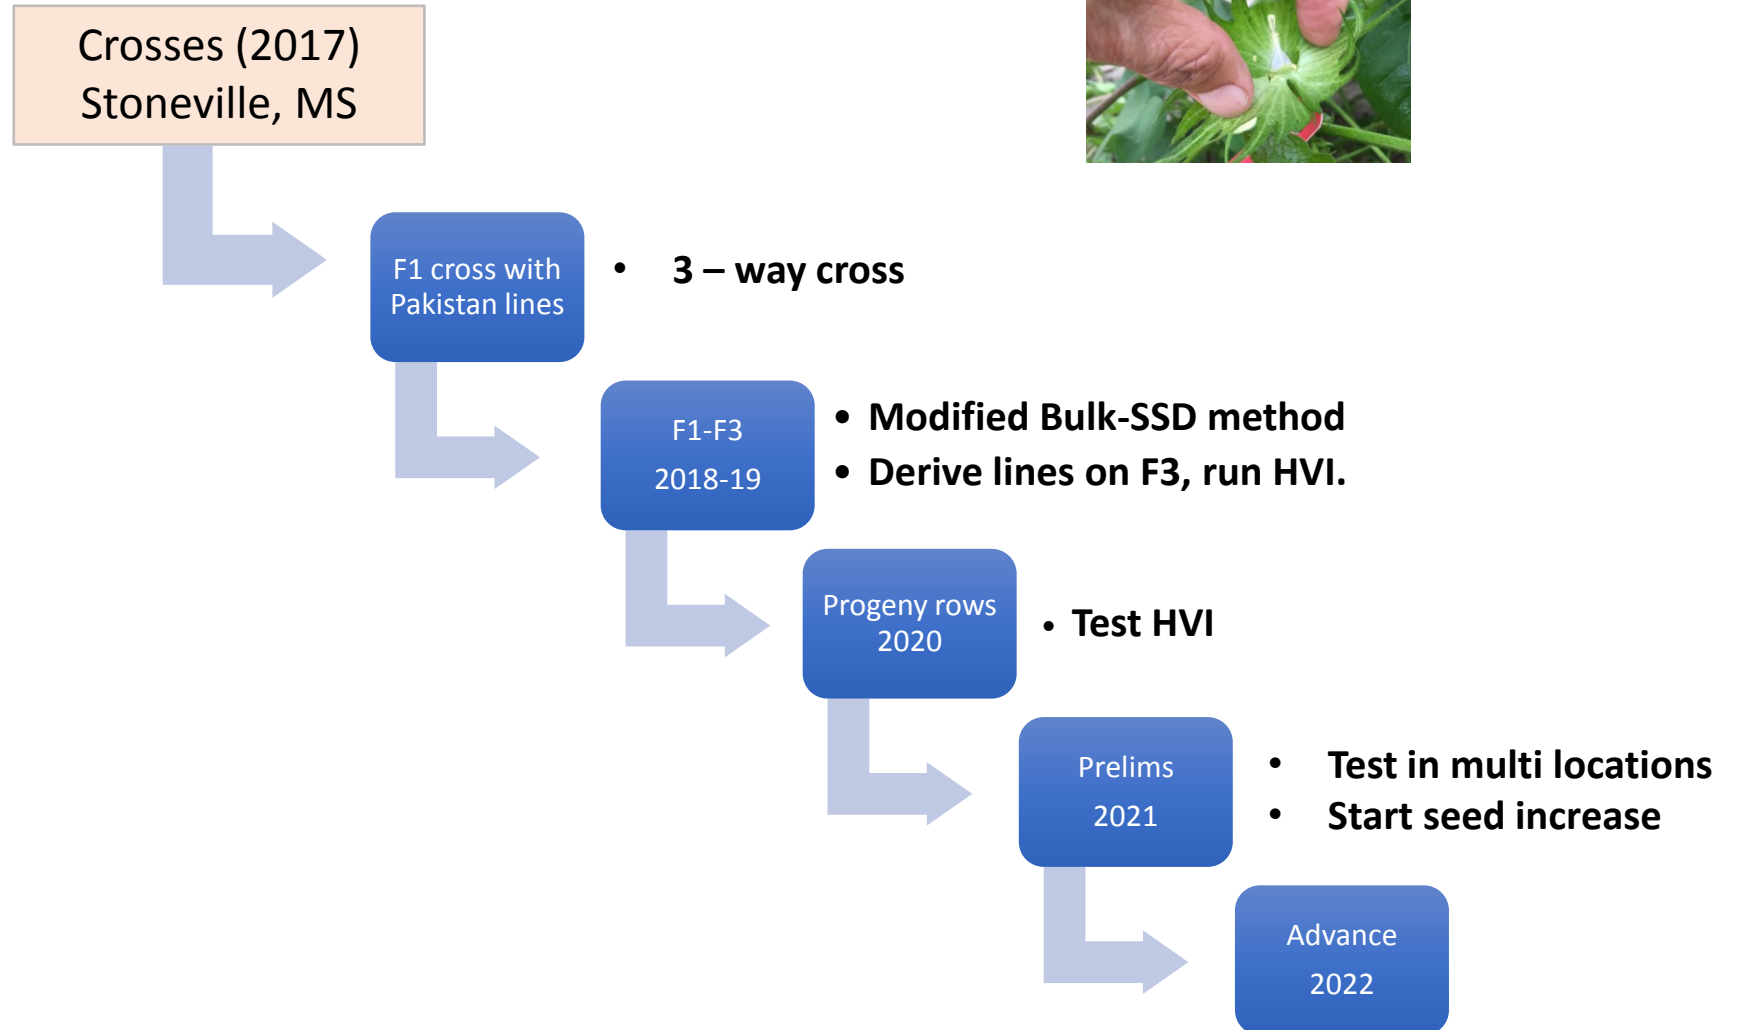 Crosses (2017)
Stoneville, MS
F1 cross with
Pakistan lines
• 3 – way cross
F1-F3
2018-19
• Modified Bulk-SSD method
• Derive lines on F3, run HVI.
Progeny rows
2020
• Test HVI
Prelims
2021
• Test in multi locations
• Start seed increase
Advance
2022